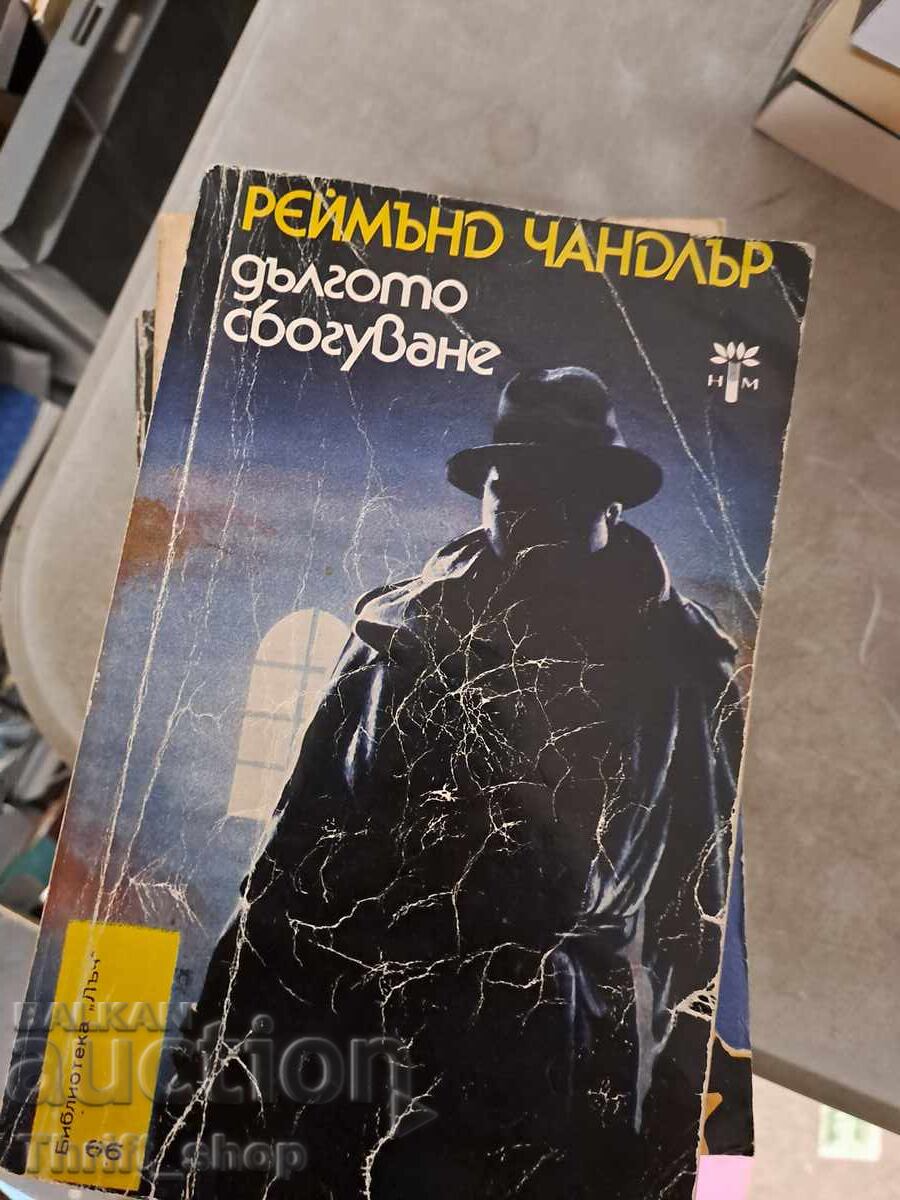 РЕЙМЪНД ЧАНДЛЪР
дългото
сбогуване
НМ
Библиотека „Лъч“
66
BALKAN
auction
Thrift_shop